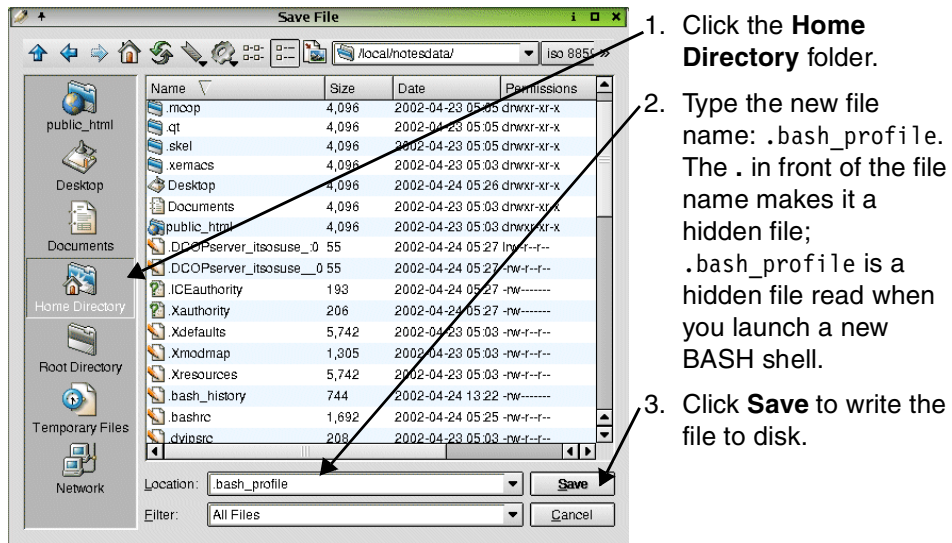 Save File
/local/notesdata/
iso 8859
public_html
Desktop
Documents
Home Directory
Root Directory
Temporary Files
Network
Name Size Date Permissions
.mcop 4,096 2002-04-23 05:05 drwxr-xr-x
.qt 4,096 2002-04-23 05:05 drwxr-xr-x
.skel 4,096 2002-04-23 05:05 drwxr-xr-x
.xemacs 4,096 2002-04-23 05:03 drwxr-xr-x
Desktop 4,096 2002-04-24 05:26 drwxr-xr-x
Documents 4,096 2002-04-23 05:03 drwxr-xr-x
public_html 4,096 2002-04-23 05:03 drwxr-xr-x
.DCOPserver_itsosuse_:0 55 2002-04-24 05:27 lrw-r--r--
.DCOPserver_itsosuse__0 55 2002-04-24 05:27 -rw-r--r--
.ICEauthority 193 2002-04-24 05:27 -rw-------
.Xauthority 206 2002-04-24 05:27 -rw-------
.Xdefaults 5,742 2002-04-23 05:03 -rw-r--r--
.Xmodmap 1,305 2002-04-23 05:03 -rw-r--r--
.Xresources 5,742 2002-04-23 05:03 -rw-r--r--
.bash_history 744 2002-04-24 13:22 -rw-------
.bashrc 1,692 2002-04-24 05:25 -rw-r--r--
.dvipsrc 208 2002-04-23 05:03 -rw-r--r--
Location: .bash_profile Save
Filter: All Files Cancel
1. Click the Home
Directory folder.
2. Type the new file
name: .bash_profile.
The . in front of the file
name makes it a
hidden file;
.bash_profile is a
hidden file read when
you launch a new
BASH shell.
3. Click Save to write the
file to disk.